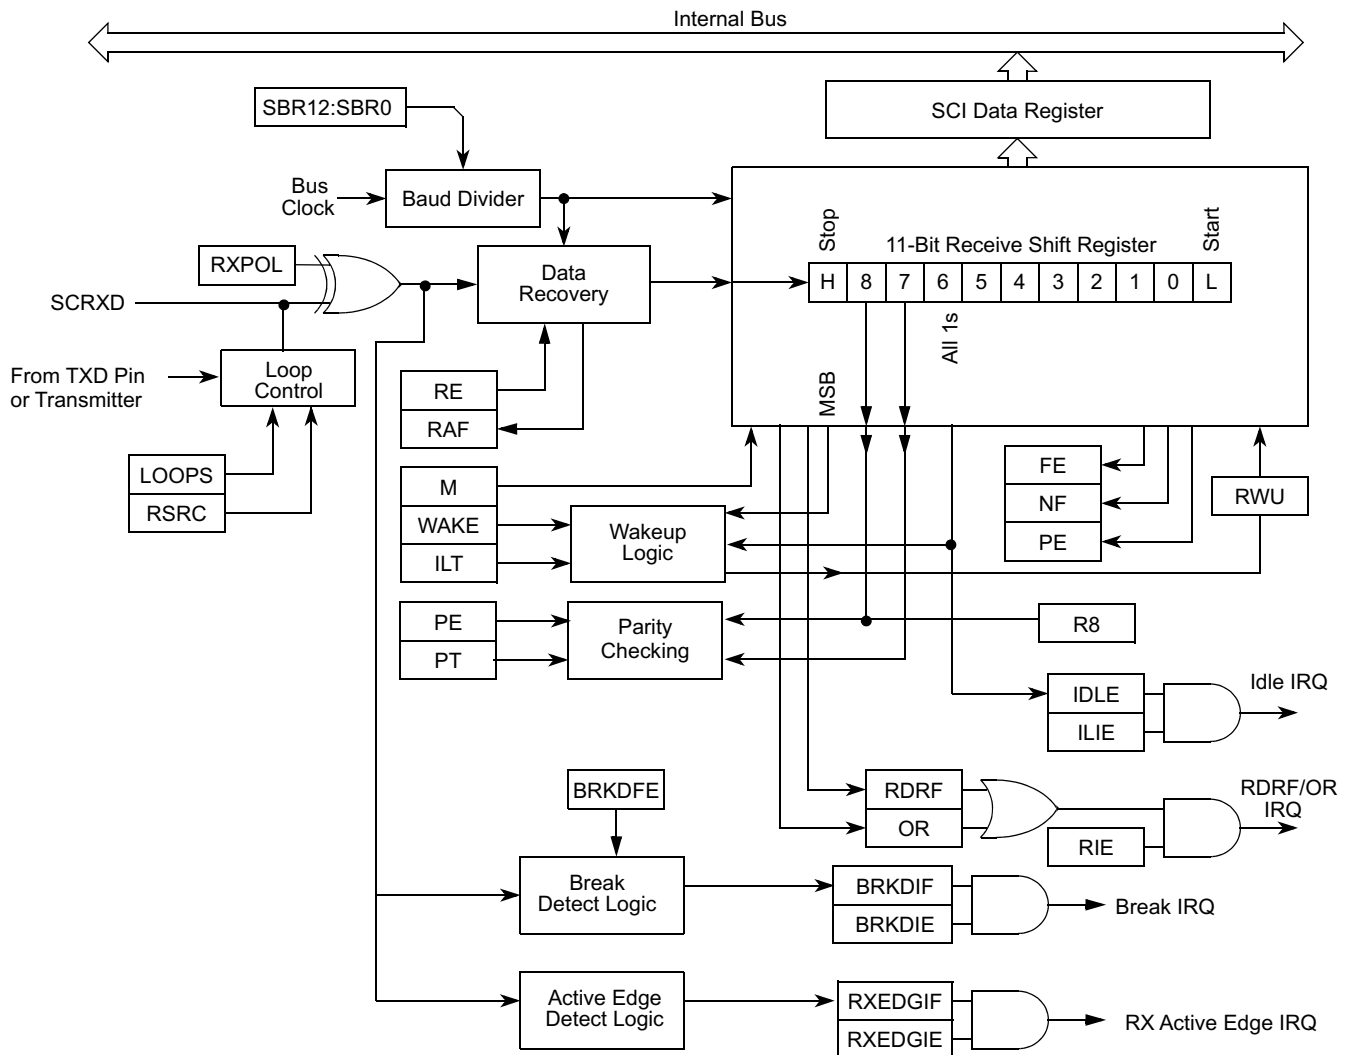 Internal Bus
SBR12:SBR0
SCI Data Register
Bus
Clock
Baud Divider
Stop
11-Bit Receive Shift Register
Start
RXPOL
Data
Recovery
H 8 7 6 5 4 3 2 1 0 L
SCRXD
All 1s
From TXD Pin
or Transmitter
Loop
Control
RE
RAF
MSB
LOOPS
RSRC
M
WAKE
ILT
Wakeup
Logic
FE
NF
PE
RWU
PE
PT
Parity
Checking
R8
IDLE
ILIE
Idle IRQ
BRKDFE
RDRF
OR
RIE
RDRF/OR
IRQ
Break
Detect Logic
BRKDIF
BRKDIE
Break IRQ
Active Edge
Detect Logic
RXEDGIF
RXEDGIE
RX Active Edge IRQ